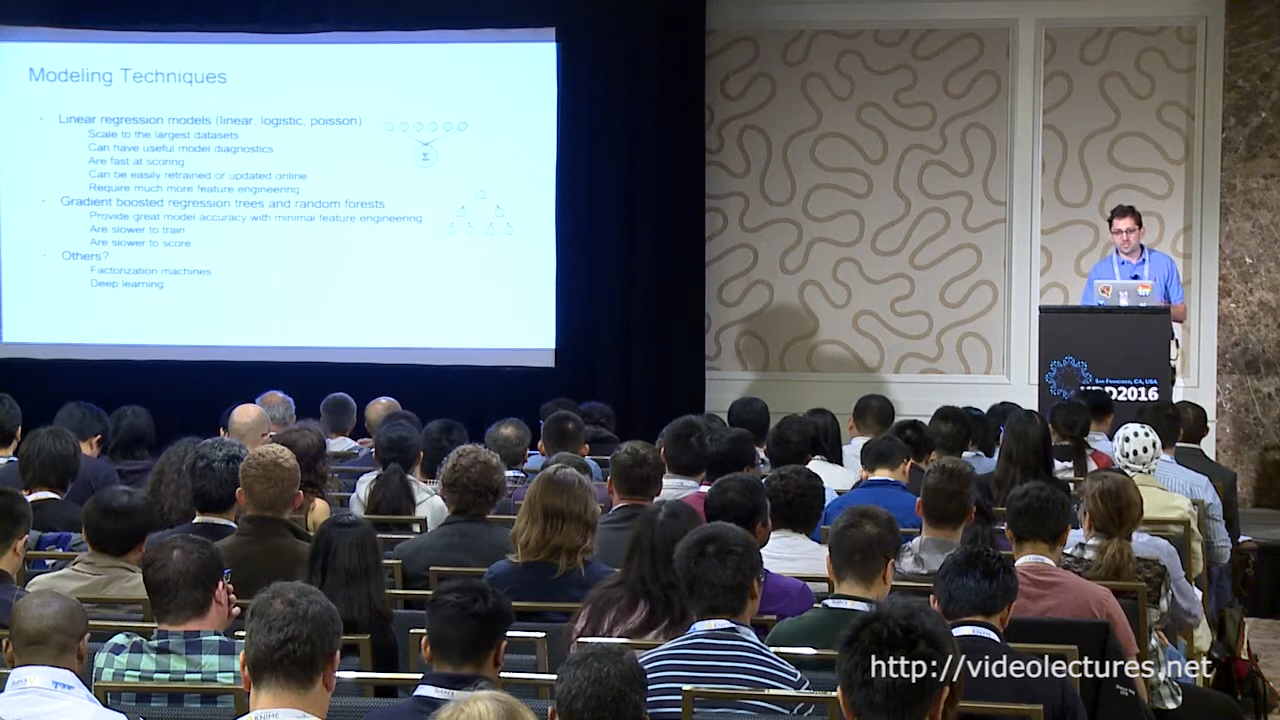 Modeling Techniques
Linear regression models (linear, logistic, poisson)
Scale to the largest datasets
Can have useful model diagnostics
Are fast at scoring
Can be easily retrained or updated online
Require much more feature engineering
Σ
Gradient boosted regression trees and random forests
Provide great model accuracy with minimal feature engineering
Are slower to train
Are slower to score
Others?
Factorization machines
Deep learning
SAN FRANCISCO, CA, USA
KDD2016
http://videolectures.net
KNIME